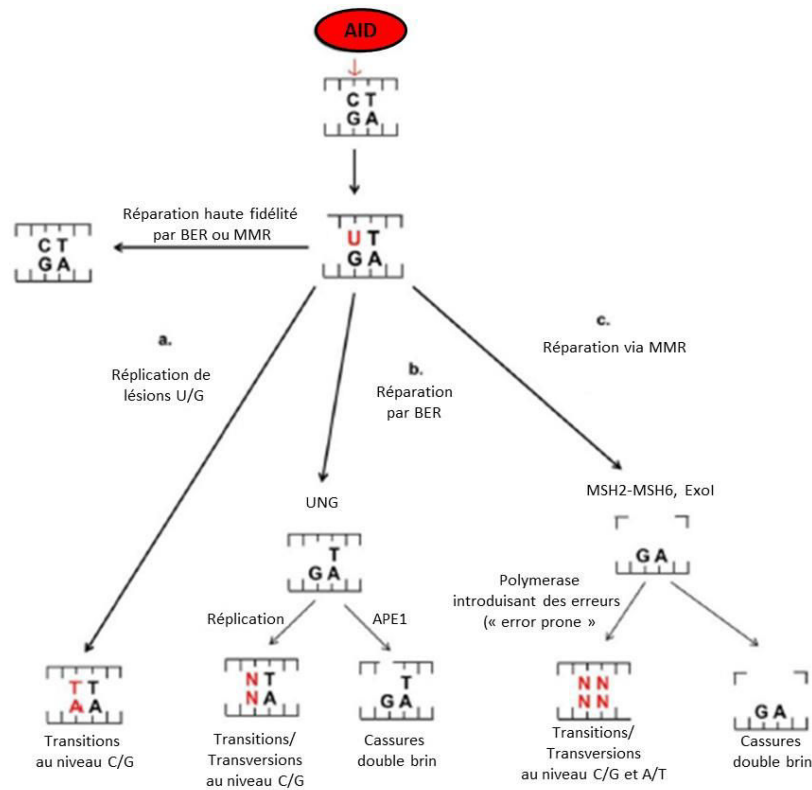 AID
C T
G A
Réparation haute fidélité
par BER ou MMR
C T
G A
U T
G A
a.
Réplication de
lésions U/G
b.
Réparation
par BER
c.
Réparation via MMR
UNG
MSH2-MSH6, ExoI
T
G A
G A
Réplication
APE1
Polymerase
introduisant des erreurs
(« error prone »
T T
A A
N T
N A
T
G A
N N
N N
G A
Transitions
au niveau C/G
Transitions/
Transversions
au niveau C/G
Cassures
double brin
Transitions/
Transversions
au niveau C/G et A/T
Cassures
double brin